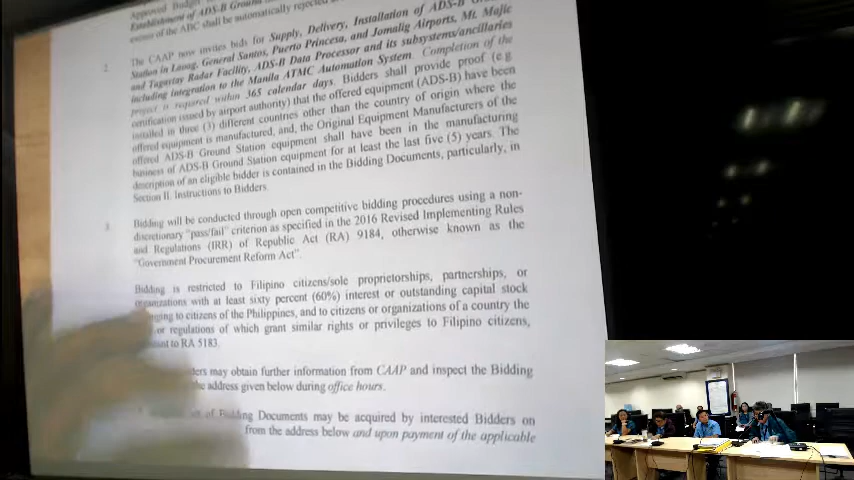 Approved Budget
Establishment of ADS-B Ground
excess of the ABC shall be automatically rejected
2. The CAAP now invites bids for Supply, Delivery, Installation of ADS-B
Station in Laoag, General Santos, Puerto Princesa, and Jomalig Airports, Mt. Majic
and Tagaytay Radar Facility, ADS-B Data Processor and its subsystems/ancillaries
including integration to the Manila ATMC Automation System. Completion of the
project is required within 365 calendar days. Bidders shall provide proof (e.g
certification issued by airport authority) that the offered equipment (ADS-B) have been
installed in three (3) different countries other than the country of origin where the
offered equipment is manufactured, and, the Original Equipment Manufacturers of the
offered ADS-B Ground Station equipment shall have been in the manufacturing
business of ADS-B Ground Station equipment for at least the last five (5) years. The
description of an eligible bidder is contained in the Bidding Documents, particularly, in
Section II. Instructions to Bidders.
3. Bidding will be conducted through open competitive bidding procedures using a non-
discretionary "pass/fail" criterion as specified in the 2016 Revised Implementing Rules
and Regulations (IRR) of Republic Act (RA) 9184, otherwise known as the
"Government Procurement Reform Act".
Bidding is restricted to Filipino citizens/sole proprietorships, partnerships, or
organizations with at least sixty percent (60%) interest or outstanding capital stock
to citizens of the Philippines, and to citizens or organizations of a country the
or regulations of which grant similar rights or privileges to Filipino citizens,
to RA 5183.
may obtain further information from CAAP and inspect the Bidding
address given below during office hours.
of Bidding Documents may be acquired by interested Bidders on
from the address below and upon payment of the applicable